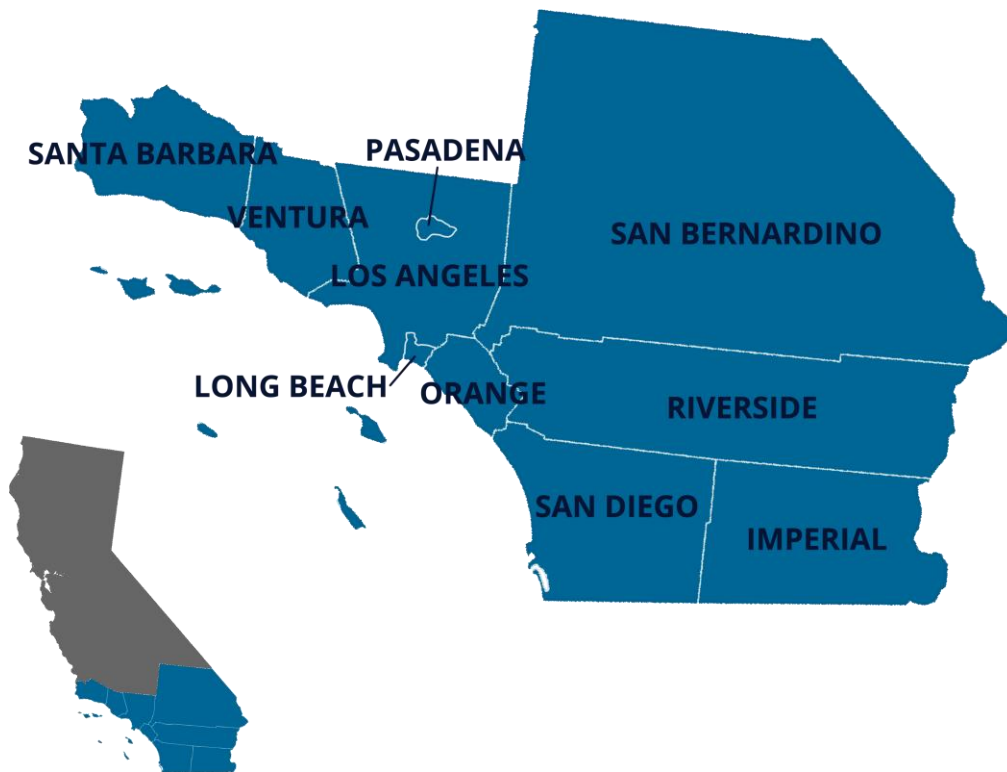 SANTA BARBARA
PASADENA
VENTURA
SAN BERNARDINO
LOS ANGELES
LONG BEACH
ORANGE
RIVERSIDE
SAN DIEGO
IMPERIAL